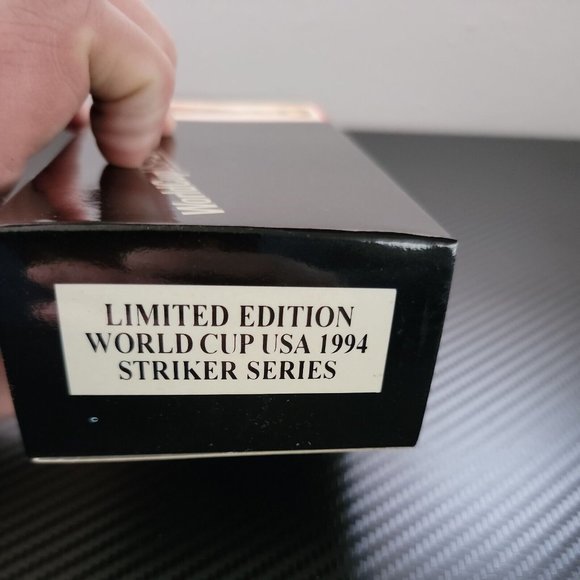 LIMITED EDITION
WORLD CUP USA 1994
STRIKER SERIES